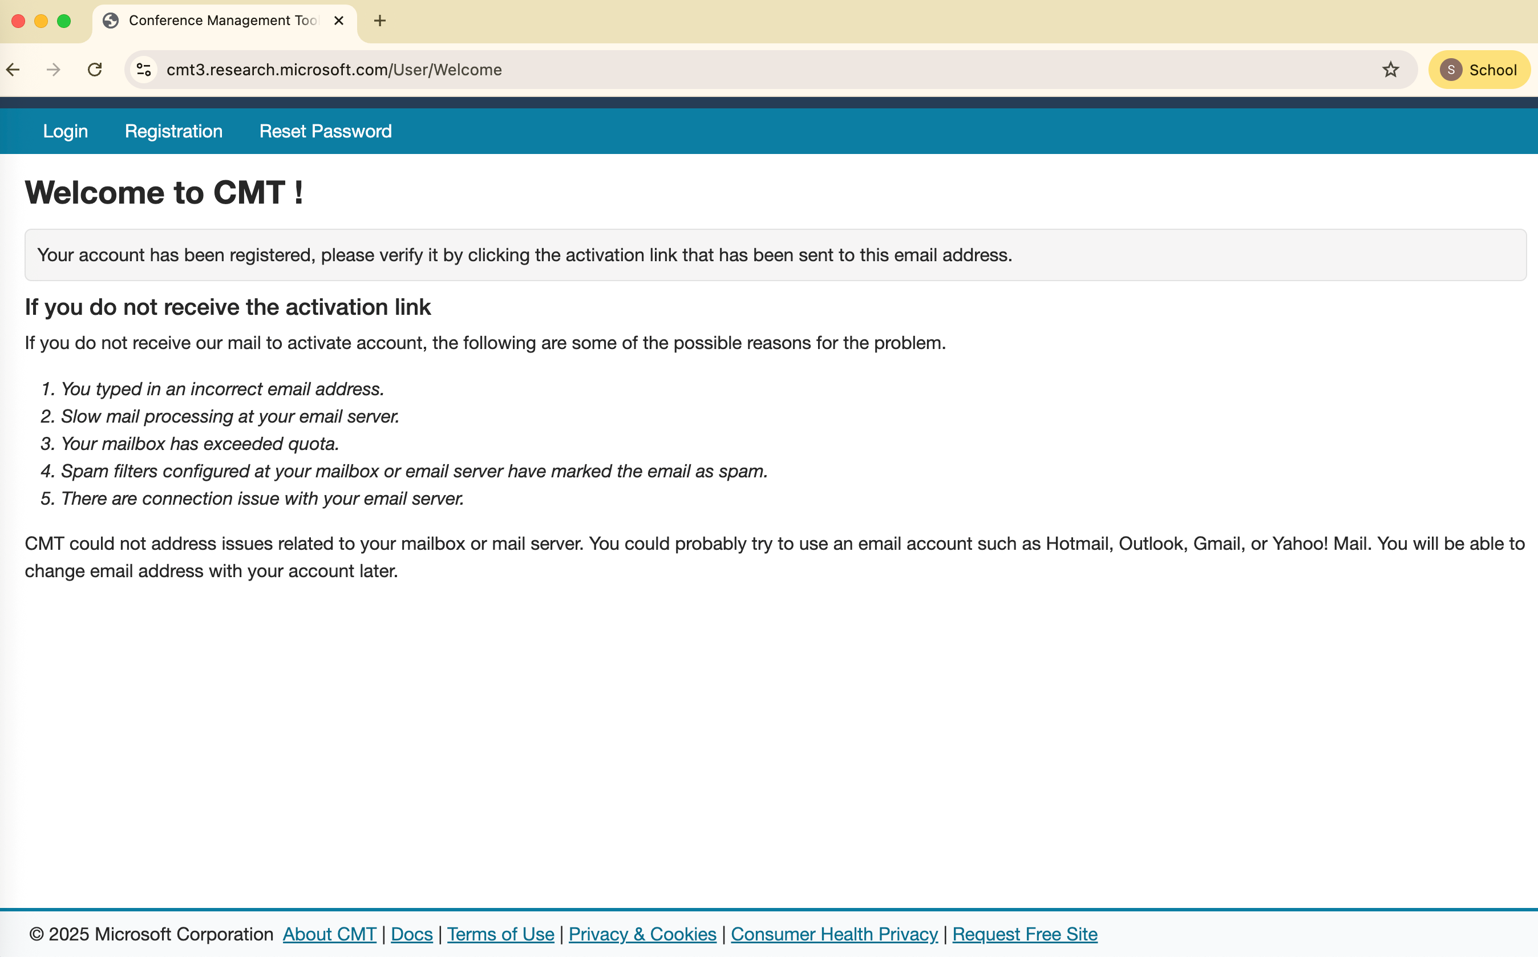 Conference Management Too
cmt3.research.microsoft.com/User/Welcome
S School
Login Registration Reset Password
Welcome to CMT !
Your account has been registered, please verify it by clicking the activation link that has been sent to this email address.
If you do not receive the activation link
If you do not receive our mail to activate account, the following are some of the possible reasons for the problem.
1. You typed in an incorrect email address.
2. Slow mail processing at your email server.
3. Your mailbox has exceeded quota.
4. Spam filters configured at your mailbox or email server have marked the email as spam.
5. There are connection issue with your email server.
CMT could not address issues related to your mailbox or mail server. You could probably try to use an email account such as Hotmail, Outlook, Gmail, or Yahoo! Mail. You will be able to
change email address with your account later.
© 2025 Microsoft Corporation About CMT | Docs | Terms of Use | Privacy & Cookies | Consumer Health Privacy | Request Free Site